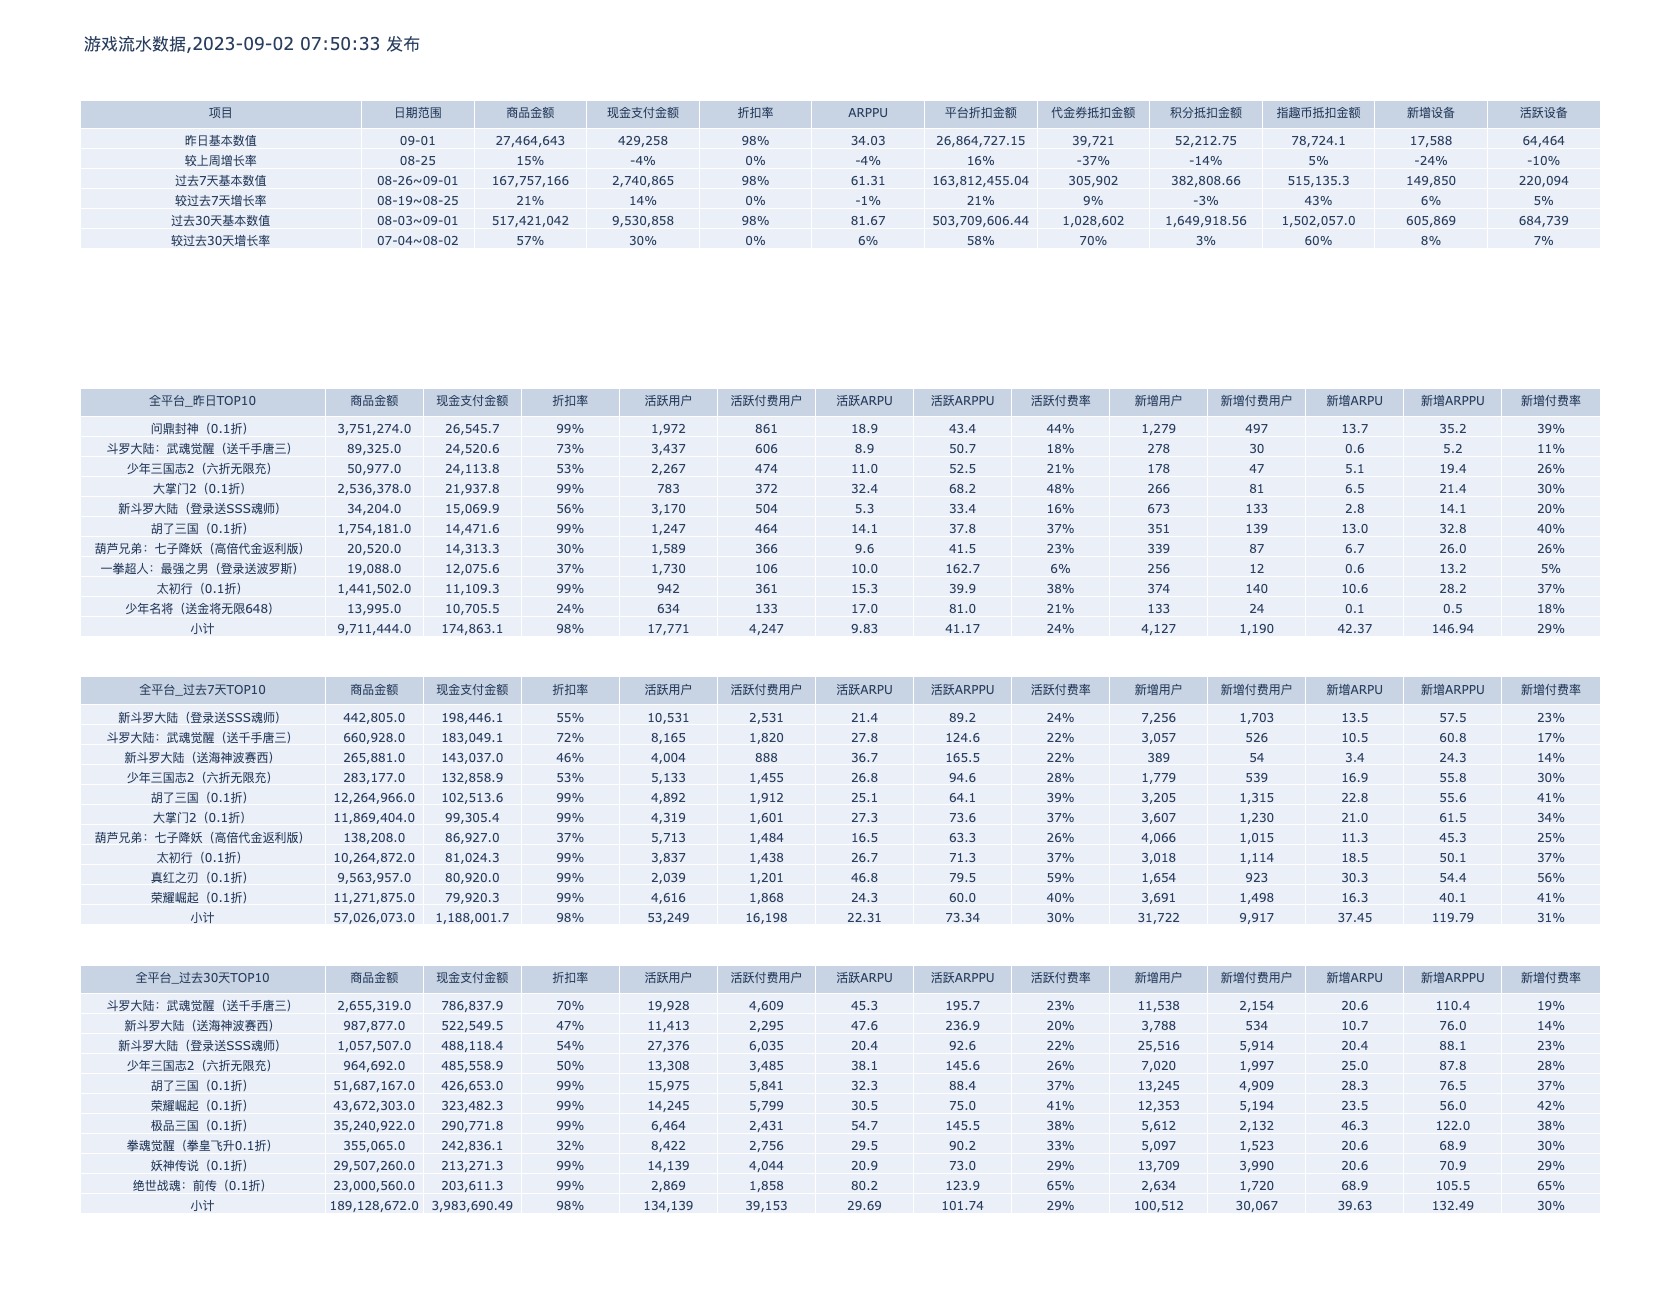 游戏流水数据,2023-09-02 07:50:33 发布
项目 日期范围 商品金额 现金支付金额 折扣率 ARPPU 平台折扣金额 代金券抵扣金额 积分抵扣金额 指趣币抵扣金额 新增设备 活跃设备
昨日基本数值 09-01 27,464,643 429,258 98% 34.03 26,864,727.15 39,721 52,212.75 78,724.1 17,588 64,464
较上周增长率 08-25 15% -4% 0% -4% 16% -37% -14% 5% -24% -10%
过去7天基本数值 08-26~09-01 167,757,166 2,740,865 98% 61.31 163,812,455.04 305,902 382,808.66 515,135.3 149,850 220,094
较过去7天增长率 08-19~08-25 21% 14% 0% -1% 21% 9% -3% 43% 6% 5%
过去30天基本数值 08-03~09-01 517,421,042 9,530,858 98% 81.67 503,709,606.44 1,028,602 1,649,918.56 1,502,057.0 605,869 684,739
较过去30天增长率 07-04~08-02 57% 30% 0% 6% 58% 70% 3% 60% 8% 7%
全平台_昨日TOP10 商品金额 现金支付金额 折扣率 活跃用户 活跃付费用户 活跃ARPU 活跃ARPPU 活跃付费率 新增用户 新增付费用户 新增ARPU 新增ARPPU 新增付费率
问鼎封神（0.1折） 3,751,274.0 26,545.7 99% 1,972 861 18.9 43.4 44% 1,279 497 13.7 35.2 39%
斗罗大陆：武魂觉醒（送千手唐三） 89,325.0 24,520.6 73% 3,437 606 8.9 50.7 18% 278 30 0.6 5.2 11%
少年三国志2（六折无限充） 50,977.0 24,113.8 53% 2,267 474 11.0 52.5 21% 178 47 5.1 19.4 26%
大掌门2（0.1折） 2,536,378.0 21,937.8 99% 783 372 32.4 68.2 48% 266 81 6.5 21.4 30%
新斗罗大陆（登录送SSS魂师） 34,204.0 15,069.9 56% 3,170 504 5.3 33.4 16% 673 133 2.8 14.1 20%
胡了三国（0.1折） 1,754,181.0 14,471.6 99% 1,247 464 14.1 37.8 37% 351 139 13.0 32.8 40%
葫芦兄弟：七子降妖（高倍代金返利版） 20,520.0 14,313.3 30% 1,589 366 9.6 41.5 23% 339 87 6.7 26.0 26%
一拳超人：最强之男（登录送波罗斯） 19,088.0 12,075.6 37% 1,730 106 10.0 162.7 6% 256 12 0.6 13.2 5%
太初行（0.1折） 1,441,502.0 11,109.3 99% 942 361 15.3 39.9 38% 374 140 10.6 28.2 37%
少年名将（送金将无限648） 13,995.0 10,705.5 24% 634 133 17.0 81.0 21% 133 24 0.1 0.5 18%
小计 9,711,444.0 174,863.1 98% 17,771 4,247 9.83 41.17 24% 4,127 1,190 42.37 146.94 29%
全平台_过去7天TOP10 商品金额 现金支付金额 折扣率 活跃用户 活跃付费用户 活跃ARPU 活跃ARPPU 活跃付费率 新增用户 新增付费用户 新增ARPU 新增ARPPU 新增付费率
新斗罗大陆（登录送SSS魂师） 442,805.0 198,446.1 55% 10,531 2,531 21.4 89.2 24% 7,256 1,703 13.5 57.5 23%
斗罗大陆：武魂觉醒（送千手唐三） 660,928.0 183,049.1 72% 8,165 1,820 27.8 124.6 22% 3,057 526 10.5 60.8 17%
新斗罗大陆（送海神波赛西） 265,881.0 143,037.0 46% 4,004 888 36.7 165.5 22% 389 54 3.4 24.3 14%
少年三国志2（六折无限充） 283,177.0 132,858.9 53% 5,133 1,455 26.8 94.6 28% 1,779 539 16.9 55.8 30%
胡了三国（0.1折） 12,264,966.0 102,513.6 99% 4,892 1,912 25.1 64.1 39% 3,205 1,315 22.8 55.6 41%
大掌门2（0.1折） 11,869,404.0 99,305.4 99% 4,319 1,601 27.3 73.6 37% 3,607 1,230 21.0 61.5 34%
葫芦兄弟：七子降妖（高倍代金返利版） 138,208.0 86,927.0 37% 5,713 1,484 16.5 63.3 26% 4,066 1,015 11.3 45.3 25%
太初行（0.1折） 10,264,872.0 81,024.3 99% 3,837 1,438 26.7 71.3 37% 3,018 1,114 18.5 50.1 37%
真红之刃（0.1折） 9,563,957.0 80,920.0 99% 2,039 1,201 46.8 79.5 59% 1,654 923 30.3 54.4 56%
荣耀崛起（0.1折） 11,271,875.0 79,920.3 99% 4,616 1,868 24.3 60.0 40% 3,691 1,498 16.3 40.1 41%
小计 57,026,073.0 1,188,001.7 98% 53,249 16,198 22.31 73.34 30% 31,722 9,917 37.45 119.79 31%
全平台_过去30天TOP10 商品金额 现金支付金额 折扣率 活跃用户 活跃付费用户 活跃ARPU 活跃ARPPU 活跃付费率 新增用户 新增付费用户 新增ARPU 新增ARPPU 新增付费率
斗罗大陆：武魂觉醒（送千手唐三） 2,655,319.0 786,837.9 70% 19,928 4,609 45.3 195.7 23% 11,538 2,154 20.6 110.4 19%
新斗罗大陆（送海神波赛西） 987,877.0 522,549.5 47% 11,413 2,295 47.6 236.9 20% 3,788 534 10.7 76.0 14%
新斗罗大陆（登录送SSS魂师） 1,057,507.0 488,118.4 54% 27,376 6,035 20.4 92.6 22% 25,516 5,914 20.4 88.1 23%
少年三国志2（六折无限充） 964,692.0 485,558.9 50% 13,308 3,485 38.1 145.6 26% 7,020 1,997 25.0 87.8 28%
胡了三国（0.1折） 51,687,167.0 426,653.0 99% 15,975 5,841 32.3 88.4 37% 13,245 4,909 28.3 76.5 37%
荣耀崛起（0.1折） 43,672,303.0 323,482.3 99% 14,245 5,799 30.5 75.0 41% 12,353 5,194 23.5 56.0 42%
极品三国（0.1折） 35,240,922.0 290,771.8 99% 6,464 2,431 54.7 145.5 38% 5,612 2,132 46.3 122.0 38%
拳魂觉醒（拳皇飞升0.1折） 355,065.0 242,836.1 32% 8,422 2,756 29.5 90.2 33% 5,097 1,523 20.6 68.9 30%
妖神传说（0.1折） 29,507,260.0 213,271.3 99% 14,139 4,044 20.9 73.0 29% 13,709 3,990 20.6 70.9 29%
绝世战魂：前传（0.1折） 23,000,560.0 203,611.3 99% 2,869 1,858 80.2 123.9 65% 2,634 1,720 68.9 105.5 65%
小计 189,128,672.0 3,983,690.49 98% 134,139 39,153 29.69 101.74 29% 100,512 30,067 39.63 132.49 30%